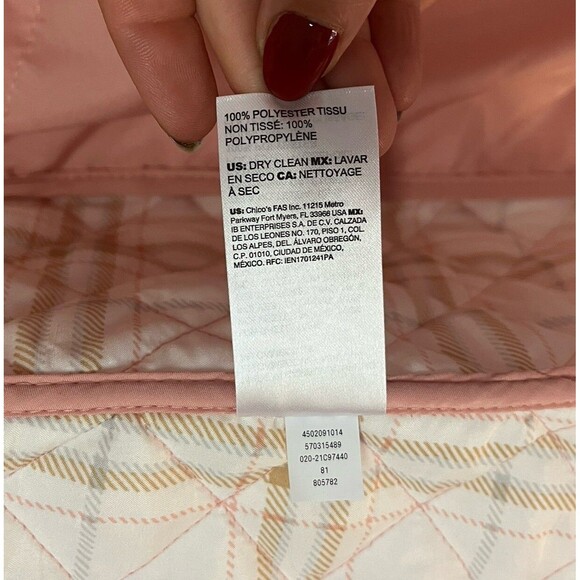 100% POLYESTER TISSU
NON TISSÉ: 100%
POLYPROPYLÈNE
US: DRY CLEAN MX: LAVAR
EN SECO CA: NETTOYAGE
À SEC
US: Chico's FAS Inc. 11215 Metro
Parkway Fort Myers, FL 33966 USA MX:
IB ENTERPRISES S.A. DE C.V. CALZADA
DE LOS LEONES NO. 170, PISO 1, COL.
LOS ALPES, DEL. ÁLVARO OBREGÓN,
C.P. 01010, CIUDAD DE MÉXICO,
MÉXICO. RFC: IEN1701241PA
4502091014
570315489
020-21C97440
81
805782